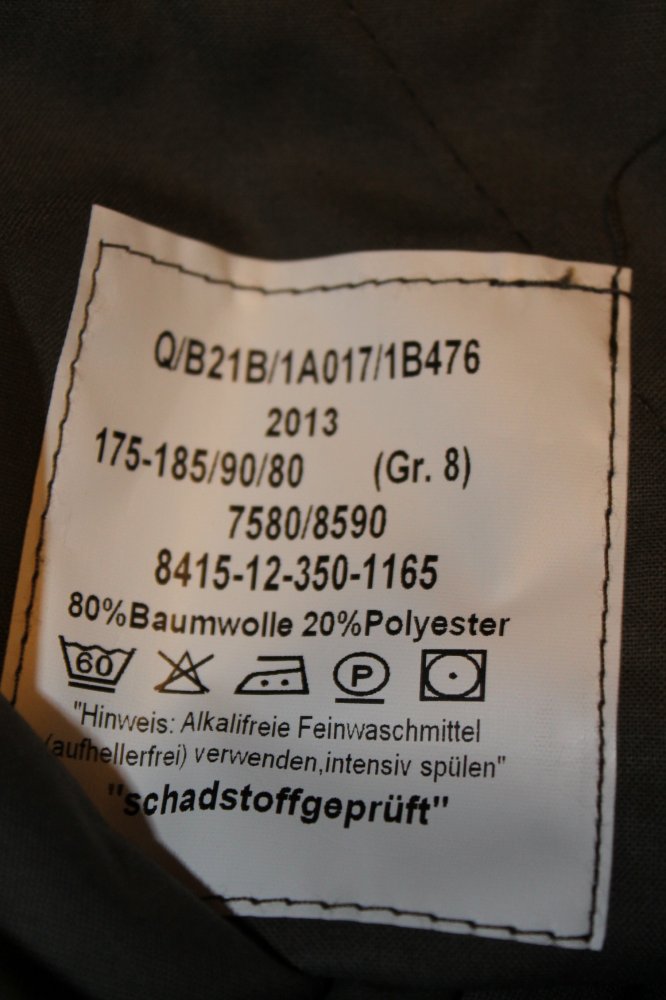 Q/B21B/1A017/1B476
2013
175-185/90/80 (Gr. 8)
7580/8590
8415-12-350-1165
80%Baumwolle 20%Polyester
60 P
"Hinweis: Alkalifreie Feinwaschmittel
(aufhellerfrei) verwenden,intensiv spülen"
"schadstoffgeprüft"